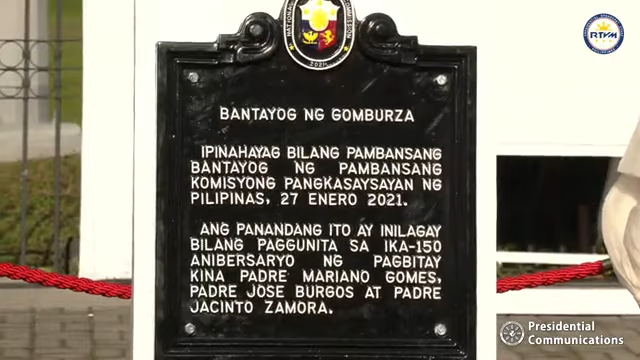 RTVM
BANTAYOG NG GOMBURZA
IPINAHAYAG BILANG PAMBANSANG
BANTAYOG NG PAMBANSANG
KOMISYONG PANGKASAYSAYAN NG
PILIPINAS, 27 ENERO 2021.
ANG PANANDANG ITO AY INILAGAY
BILANG PAGGUNITA SA IKA-150
ANIBERSARYO NG PAGBITAY
KINA PADRE MARIANO GOMES,
PADRE JOSE BURGOS AT PADRE
JACINTO ZAMORA.
Presidential
Communications